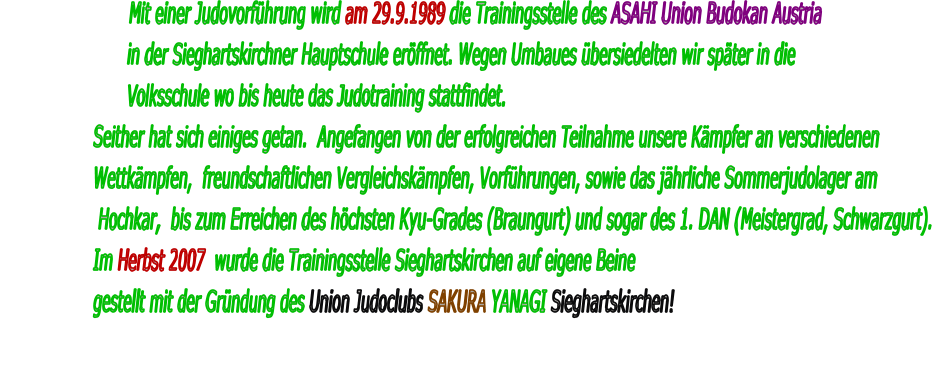 Mit einer Judovorführung wird am 29.9.1989 die Trainingsstelle des ASAHI Union Budokan Austria
in der Sieghartskirchner Hauptschule eröffnet. Wegen Umbaues übersiedelten wir später in die
Volksschule wo bis heute das Judotraining stattfindet.
Seither hat sich einiges getan.  Angefangen von der erfolgreichen Teilnahme unsere Kämpfer an verschiedenen
Wettkämpfen,  freundschaftlichen Vergleichskämpfen, Vorführungen, sowie das jährliche Sommerjudolager am
Hochkar,  bis zum Erreichen des höchsten Kyu-Grades (Braungurt) und sogar des 1. DAN (Meistergrad, Schwarzgurt).
Im Herbst 2007  wurde die Trainingsstelle Sieghartskirchen auf eigene Beine
gestellt mit der Gründung des Union Judoclubs SAKURA YANAGI Sieghartskirchen!